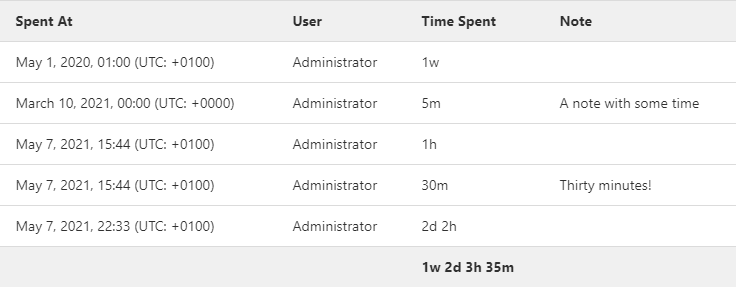 Spent At User Time Spent Note
May 1, 2020, 01:00 (UTC: +0100) Administrator 1w
March 10, 2021, 00:00 (UTC: +0000) Administrator 5m A note with some time
May 7, 2021, 15:44 (UTC: +0100) Administrator 1h
May 7, 2021, 15:44 (UTC: +0100) Administrator 30m Thirty minutes!
May 7, 2021, 22:33 (UTC: +0100) Administrator 2d 2h
1w 2d 3h 35m